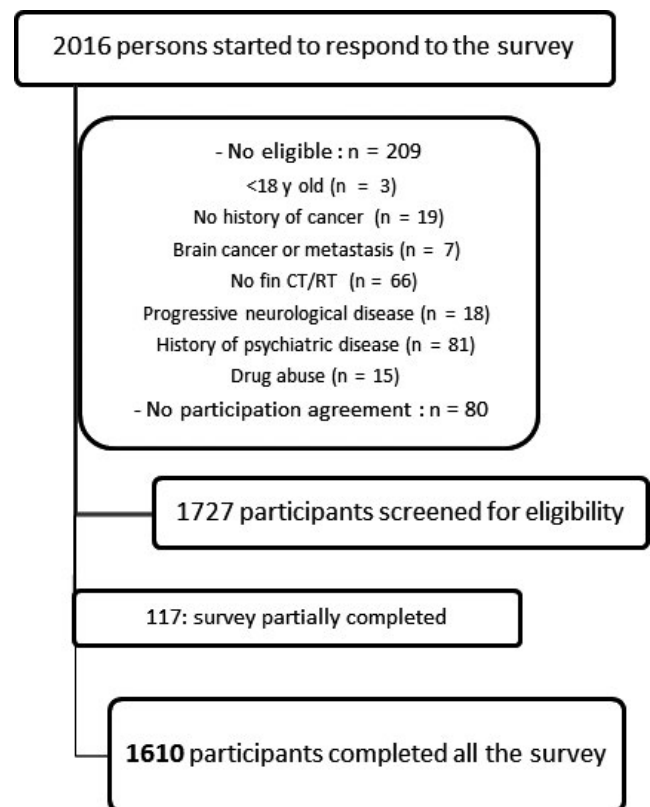 2016 persons started to respond to the survey
- No eligible : n = 209
<18 y old (n = 3)
No history of cancer (n = 19)
Brain cancer or metastasis (n = 7)
No fin CT/RT (n = 66)
Progressive neurological disease (n = 18)
History of psychiatric disease (n = 81)
Drug abuse (n = 15)
- No participation agreement : n = 80
1727 participants screened for eligibility
117: survey partially completed
1610 participants completed all the survey